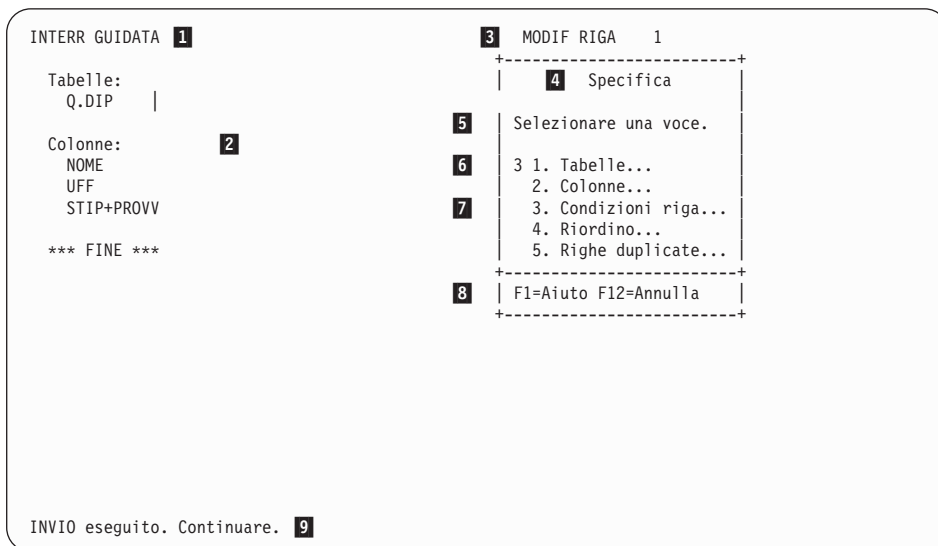 INTERR GUIDATA 1 3 MODIF RIGA 1
+--------------------------+
Tabelle: | 4 Specifica |
Q.DIP | | |
5 | Selezionare una voce. |
Colonne: 2 | |
NOME 6 | 3 1. Tabelle... |
UFF | 2. Colonne... |
STIP+PROVV 7 | 3. Condizioni riga... |
| 4. Riordino... |
*** FINE *** | 5. Righe duplicate... |
+--------------------------+
8 | F1=Aiuto F12=Annulla |
+--------------------------+
INVIO eseguito. Continuare. 9